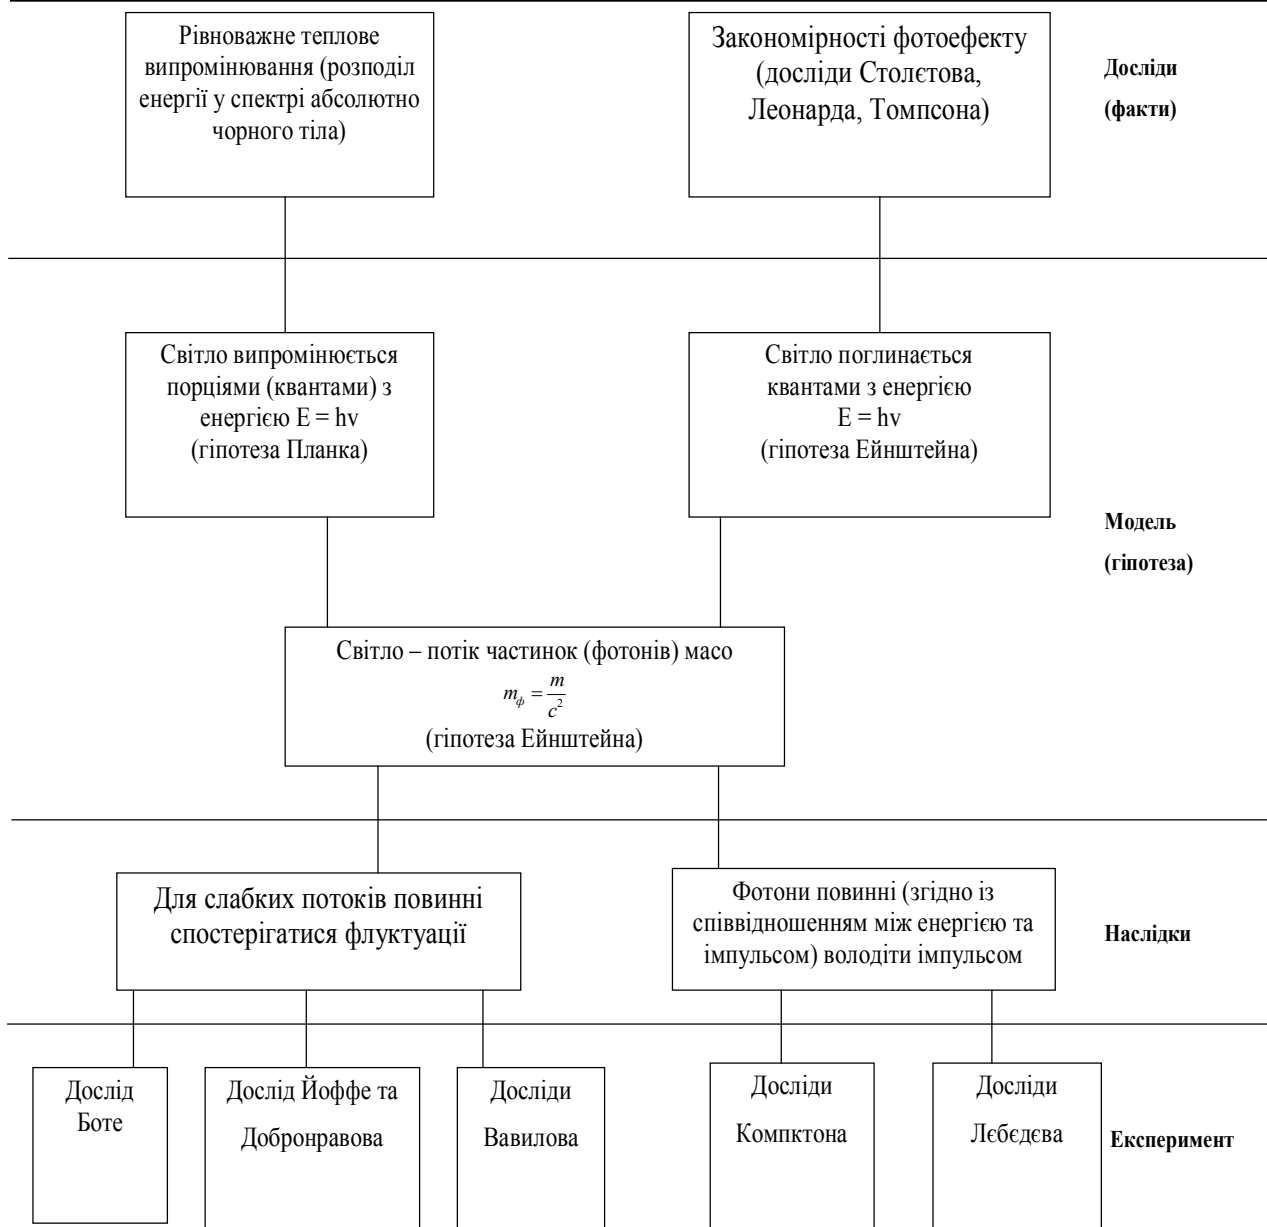 Рівноважне теплове
випромінювання (розподіл
енергії у спектрі абсолютно
чорного тіла)
Закономірності фотоефекту
(досліди Столєтова,
Леонарда, Томпсона)
Досліди
(факти)
Світло випромінюється
порціями (квантами) з
енергією E = hν
(гіпотеза Планка)
Світло поглинається
квантами з енергією
E = hν
(гіпотеза Ейнштейна)
Модель
(гіпотеза)
Світло – потік частинок (фотонів) масо
m_ф = m/c²
(гіпотеза Ейнштейна)
Для слабких потоків повинні
спостерігатися флуктуації
Фотони повинні (згідно із
співвідношенням між енергією та
імпульсом) володіти імпульсом
Наслідки
Дослід
Боте
Дослід Йоффе та
Добронравова
Досліди
Вавилова
Досліди
Компктона
Досліди
Лєбєдєва
Експеримент